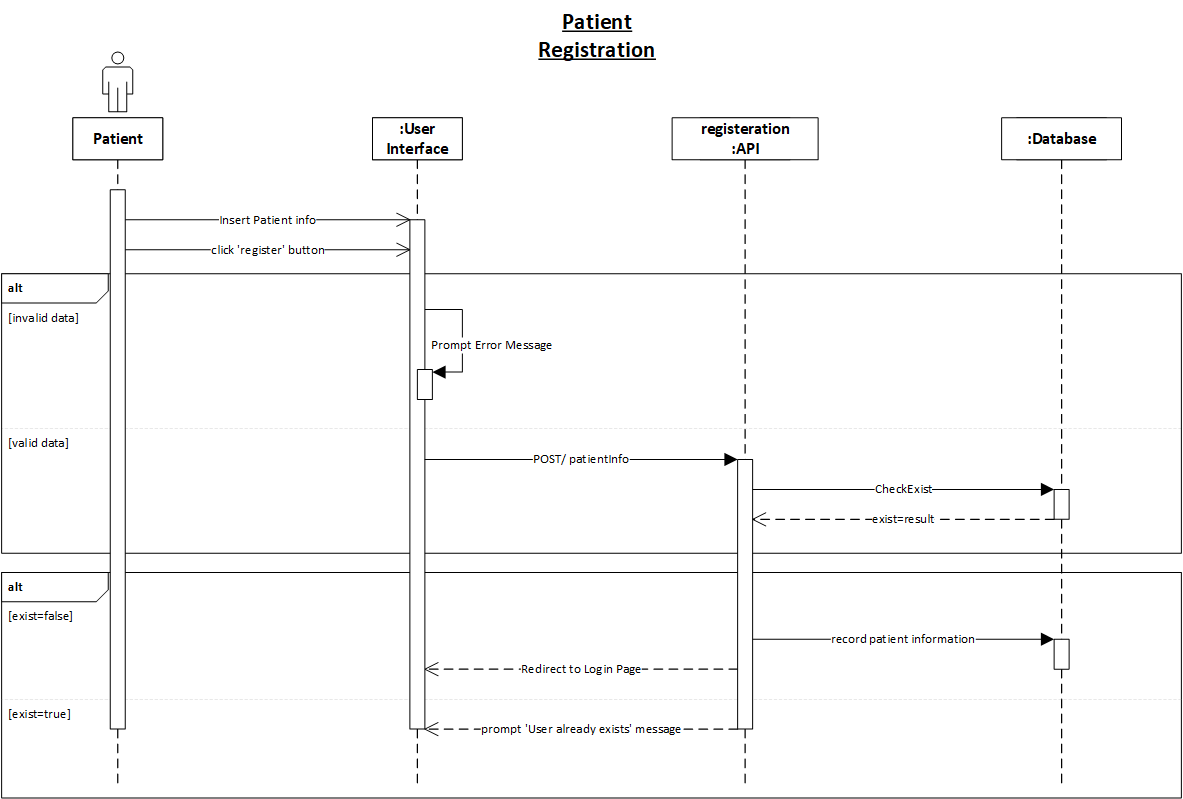 Patient
Registration
Patient
:User
Interface
registeration
:API
:Database
Insert Patient info
click 'register' button
alt
[invalid data]
Prompt Error Message
[valid data]
POST/ patientInfo
CheckExist
exist=result
alt
[exist=false]
record patient information
Redirect to Login Page
[exist=true]
prompt 'User already exists' message